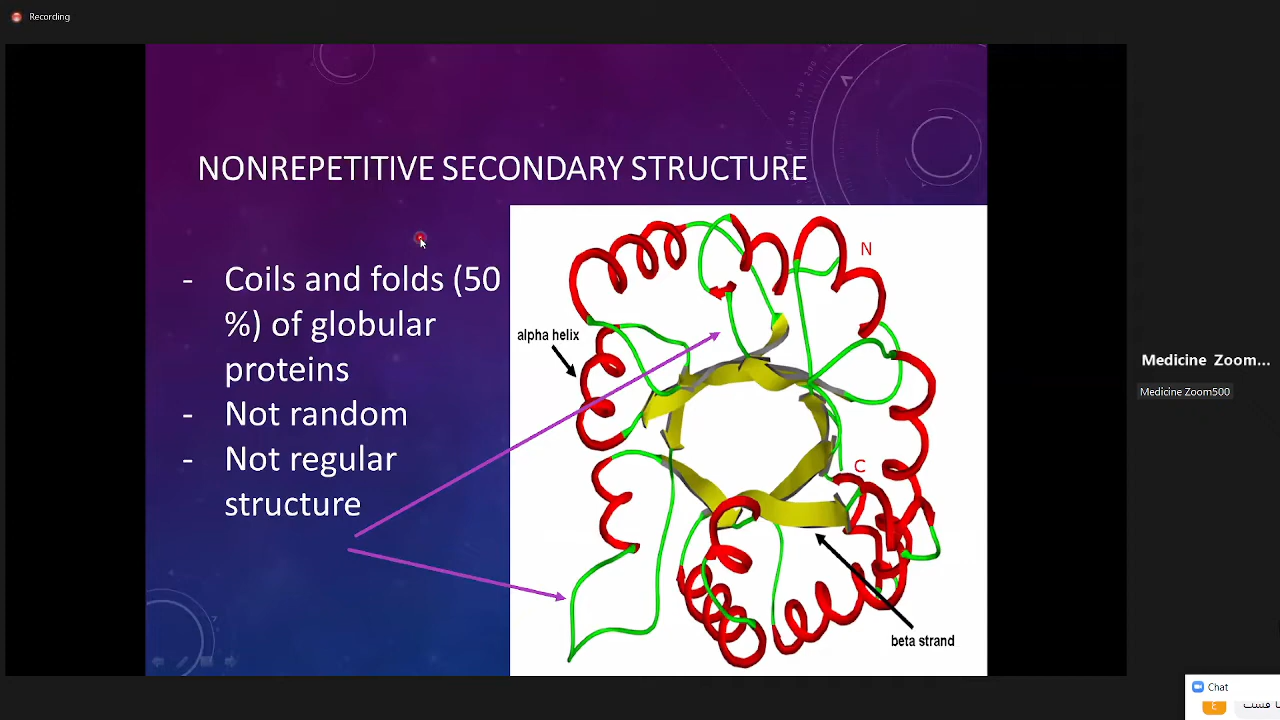 Recording
NONREPETITIVE SECONDARY STRUCTURE
- Coils and folds (50
%) of globular
proteins
- Not random
- Not regular
structure
N
alpha helix
C
beta strand
Medicine Zoom...
Medicine Zoom500
Chat